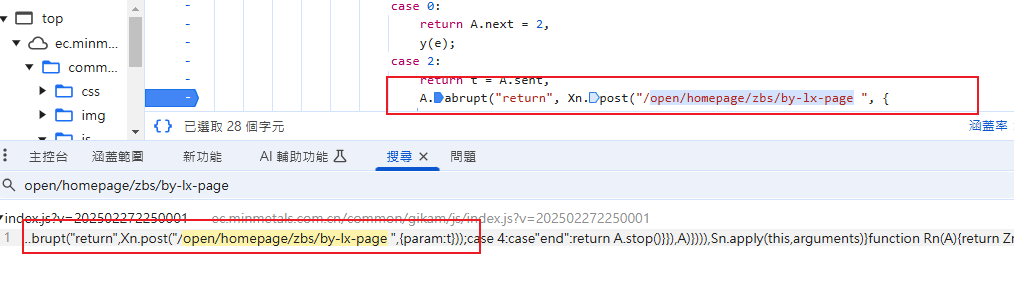 case 0:
top
return A.next = 2,
ec.minm...
y(e);
comm...
case 2:
return t = A.sent,
css
A.abrupt("return", Xn.post("/open/homepage/zbs/by-lx-page ", {
img
js
{} 已選取 28 個字元
涵蓋率
主控台 涵蓋範圍 新功能 AI 輔助功能 搜尋 × 問題
open/homepage/zbs/by-lx-page
index.js?v=202502272250001 — ec.minmetals.com.cn/common/gikam/js/index.js?v=202502272250001
1 ...brupt("return",Xn.post("/open/homepage/zbs/by-lx-page ",{param:t}));case 4:case"end":return A.stop()}}),A)}))),Sn.apply(this,arguments)}function Rn(A){return Zr